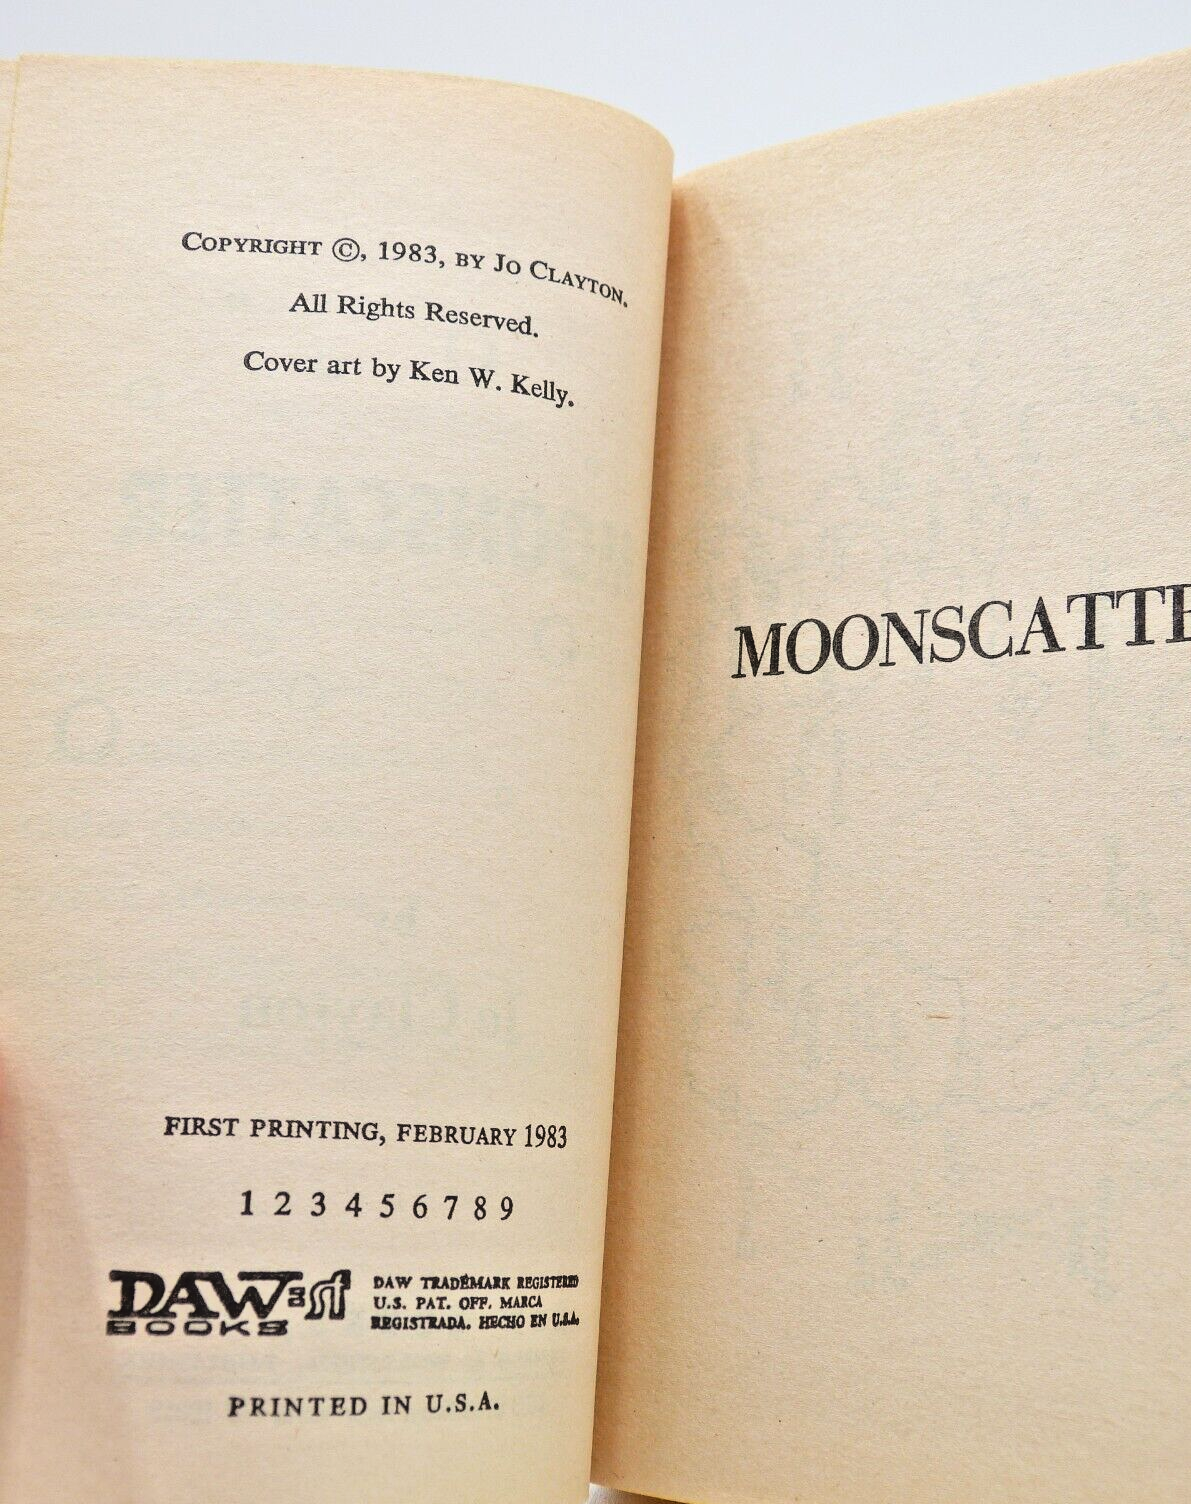 COPYRIGHT ©, 1983, BY JO CLAYTON.
All Rights Reserved.
Cover art by Ken W. Kelly.
FIRST PRINTING, FEBRUARY 1983
1 2 3 4 5 6 7 8 9
DAW sf
BOOKS
DAW TRADEMARK REGISTERED
U.S. PAT. OFF. MARCA
REGISTRADA. HECHO EN U.S.A.
PRINTED IN U.S.A.
MOONSCATTE